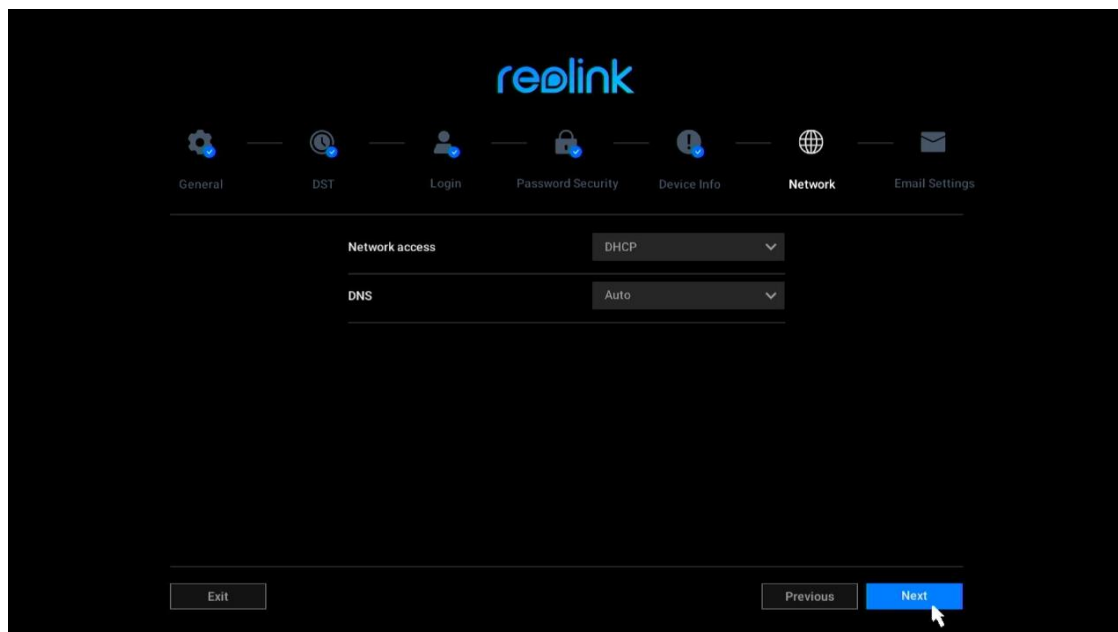 reolink
General DST Login Password Security Device Info Network Email Settings
Network access DHCP
DNS Auto
Exit Previous Next